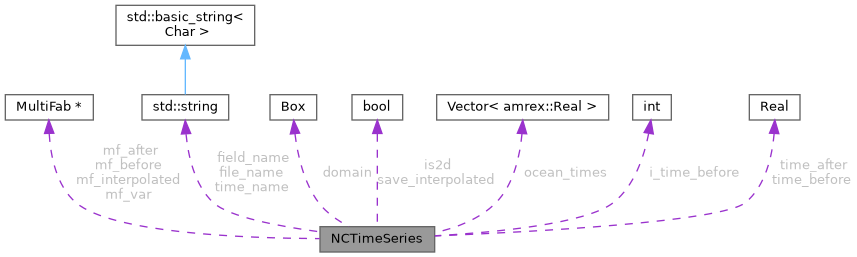 std::basic_string<
Char >
MultiFab *
std::string
Box
bool
Vector< amrex::Real >
int
Real
mf_after
mf_before
mf_interpolated
mf_var
field_name
file_name
time_name
domain
is2d
save_interpolated
ocean_times
i_time_before
time_after
time_before
NCTimeSeries